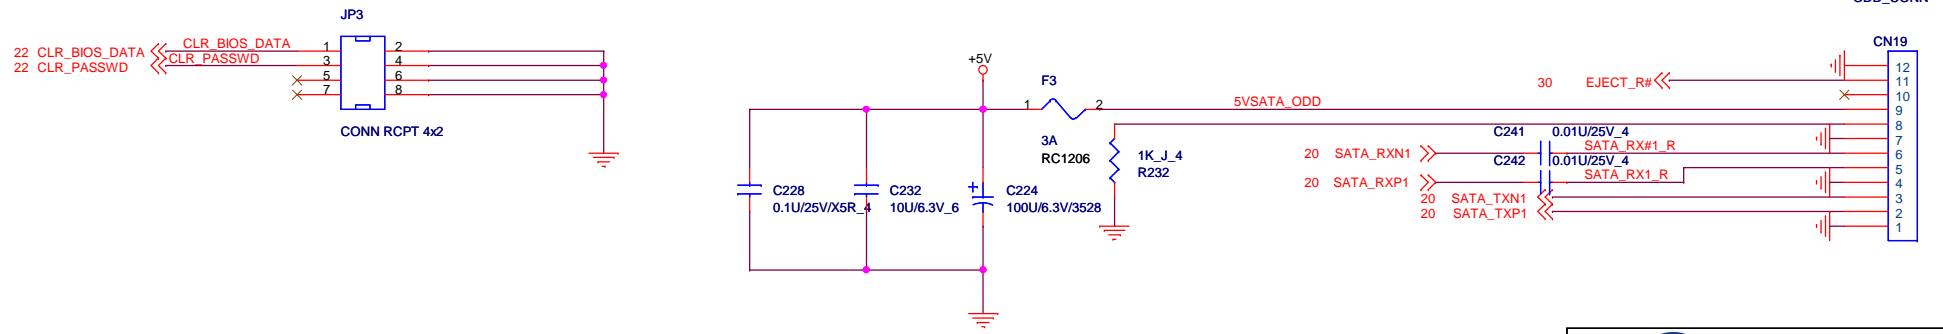 JP3
CLR_BIOS_DATA
22 CLR_BIOS_DATA
1
2
CLR_PASSWD
22 CLR_PASSWD
3
4
5
6
7
8
CONN RCPT 4x2
+5V
F3
1
2
3A
RC1206
5VSATA_ODD
1K_J_4
R232
C228
0.1U/25V/X5R_4
C232
10U/6.3V_6
C224
100U/6.3V/3528
CN19
30 EJECT_R#
C241
0.01U/25V_4
20 SATA_RXN1
SATA_RX#1_R
C242
0.01U/25V_4
20 SATA_RXP1
SATA_RX1_R
20 SATA_TXN1
20 SATA_TXP1
12
11
10
9
8
7
6
5
4
3
2
1